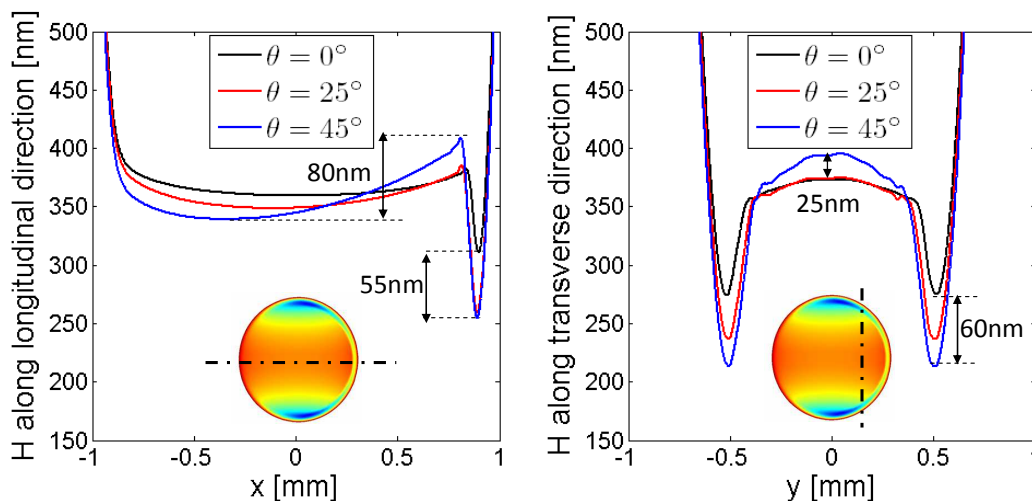 H along longitudinal direction [nm]
500
450
400
350
300
250
200
150
θ = 0°
θ = 25°
θ = 45°
80nm
55nm
-1
-0.5
0
0.5
1
x [mm]
H along transverse direction [nm]
500
450
400
350
300
250
200
150
θ = 0°
θ = 25°
θ = 45°
25nm
60nm
-1
-0.5
0
0.5
1
y [mm]